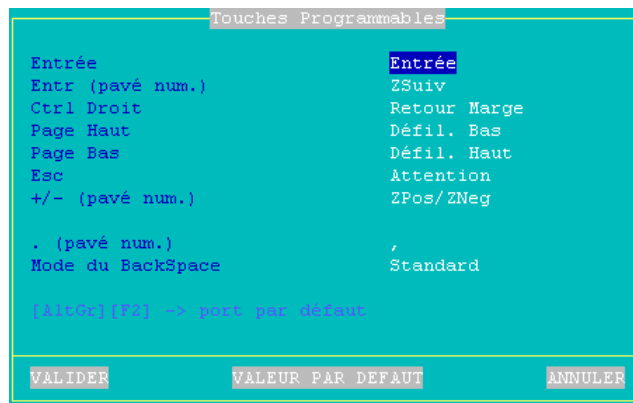 Touches Programmables
Entrée Entrée
Entr (pavé num.) ZSuiv
Ctrl Droit Retour Marge
Page Haut Défil. Bas
Page Bas Défil. Haut
Esc Attention
+/- (pavé num.) ZPos/ZNeg
. (pavé num.) ,
Mode du BackSpace Standard
[AltGr][F2] -> port par défaut
VALIDER VALEUR PAR DEFAUT ANNULER